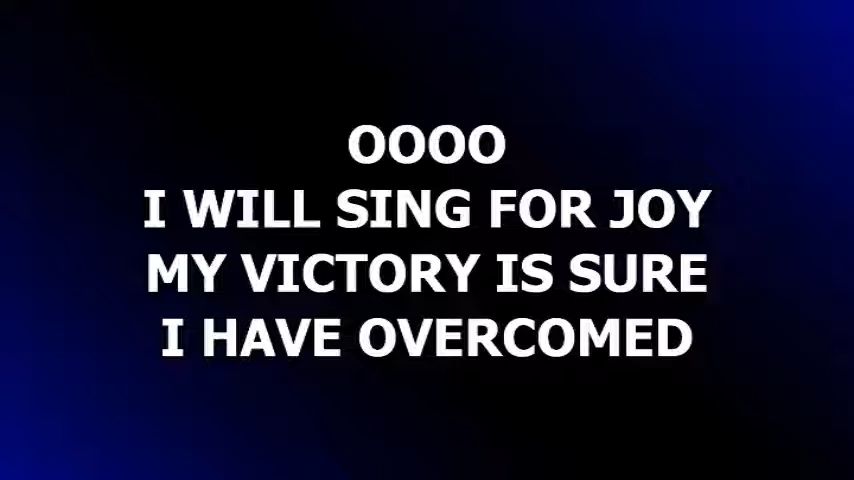 OOOO
I WILL SING FOR JOY
MY VICTORY IS SURE
I HAVE OVERCOMED